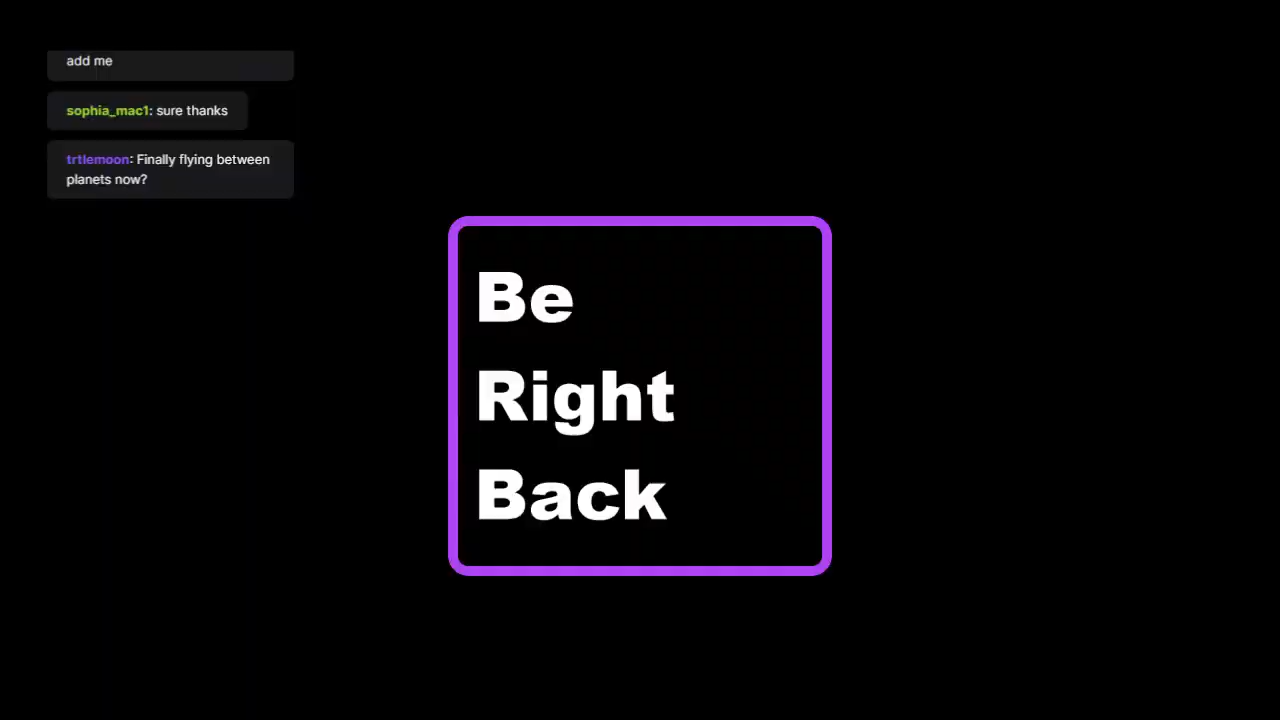 add me
sophia_mac1: sure thanks
trtlemoon: Finally flying between
planets now?
Be
Right
Back